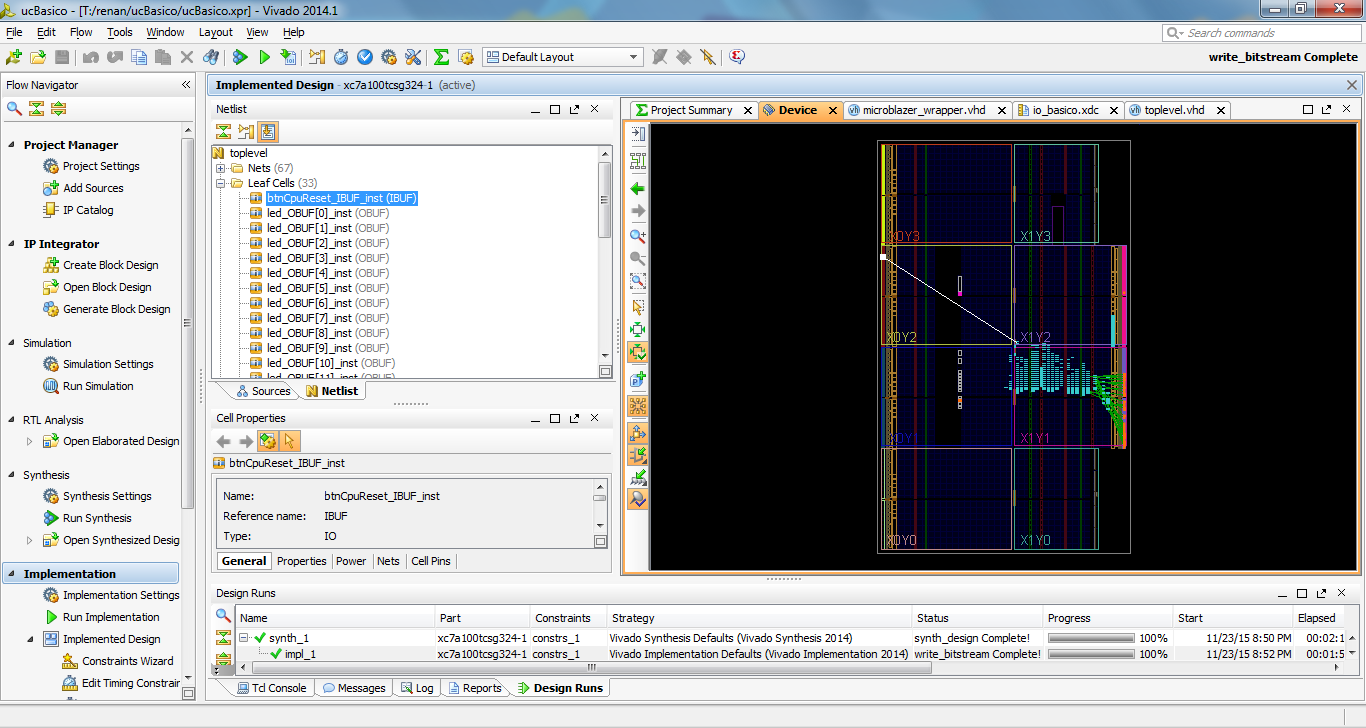 ucBasico - [T:/renan/ucBasico/ucBasico.xpr] - Vivado 2014.1
File Edit Flow Tools Window Layout View Help
Search commands
Default Layout
write_bitstream Complete
Flow Navigator
Project Manager
Project Settings
Add Sources
IP Catalog
IP Integrator
Create Block Design
Open Block Design
Generate Block Design
Simulation
Simulation Settings
Run Simulation
RTL Analysis
Open Elaborated Design
Synthesis
Synthesis Settings
Run Synthesis
Open Synthesized Desig
Implementation
Implementation Settings
Run Implementation
Implemented Design
Constraints Wizard
Edit Timing Constrair
Implemented Design - xc7a100tcsg324-1 (active)
Netlist
toplevel
Nets (67)
Leaf Cells (33)
btnCpuReset_IBUF_inst (IBUF)
led_OBUF[0]_inst (OBUF)
led_OBUF[1]_inst (OBUF)
led_OBUF[2]_inst (OBUF)
led_OBUF[3]_inst (OBUF)
led_OBUF[4]_inst (OBUF)
led_OBUF[5]_inst (OBUF)
led_OBUF[6]_inst (OBUF)
led_OBUF[7]_inst (OBUF)
led_OBUF[8]_inst (OBUF)
led_OBUF[9]_inst (OBUF)
led_OBUF[10]_inst (OBUF)
led_OBUF[11]_inst (OBUF)
Sources Netlist
Cell Properties
btnCpuReset_IBUF_inst
Name: btnCpuReset_IBUF_inst
Reference name: IBUF
Type: IO
General Properties Power Nets Cell Pins
Project Summary Device microblazer_wrapper.vhd io_basico.xdc toplevel.vhd
X0Y3 X1Y3
X0Y2 X1Y2
X0Y1 X1Y1
X0Y0 X1Y0
Design Runs
Name Part Constraints Strategy Status Progress Start Elapsed
synth_1 xc7a100tcsg324-1 constrs_1 Vivado Synthesis Defaults (Vivado Synthesis 2014) synth_design Complete! 100% 11/23/15 8:50 PM 00:02:1
impl_1 xc7a100tcsg324-1 constrs_1 Vivado Implementation Defaults (Vivado Implementation 2014) write_bitstream Complete! 100% 11/23/15 8:52 PM 00:01:5
Tcl Console Messages Log Reports Design Runs